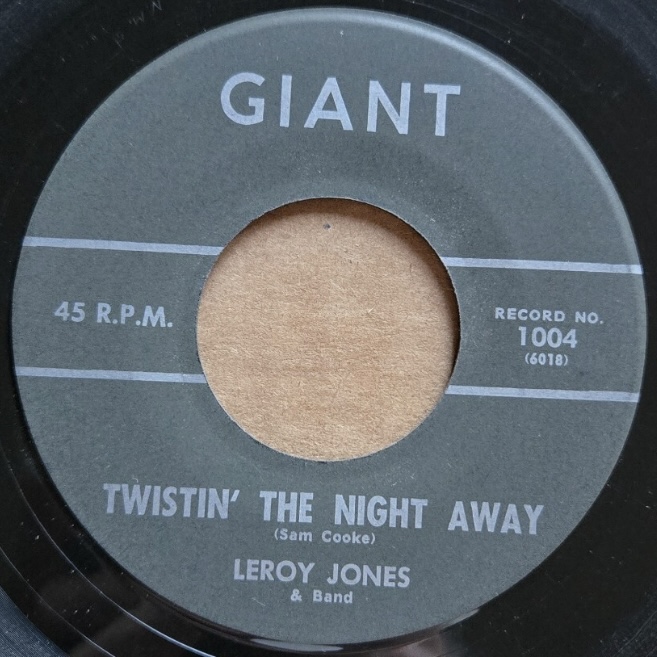 GIANT
45 R.P.M.
RECORD NO.
1004
(6018)
TWISTIN' THE NIGHT AWAY
(Sam Cooke)
LEROY JONES
& Band